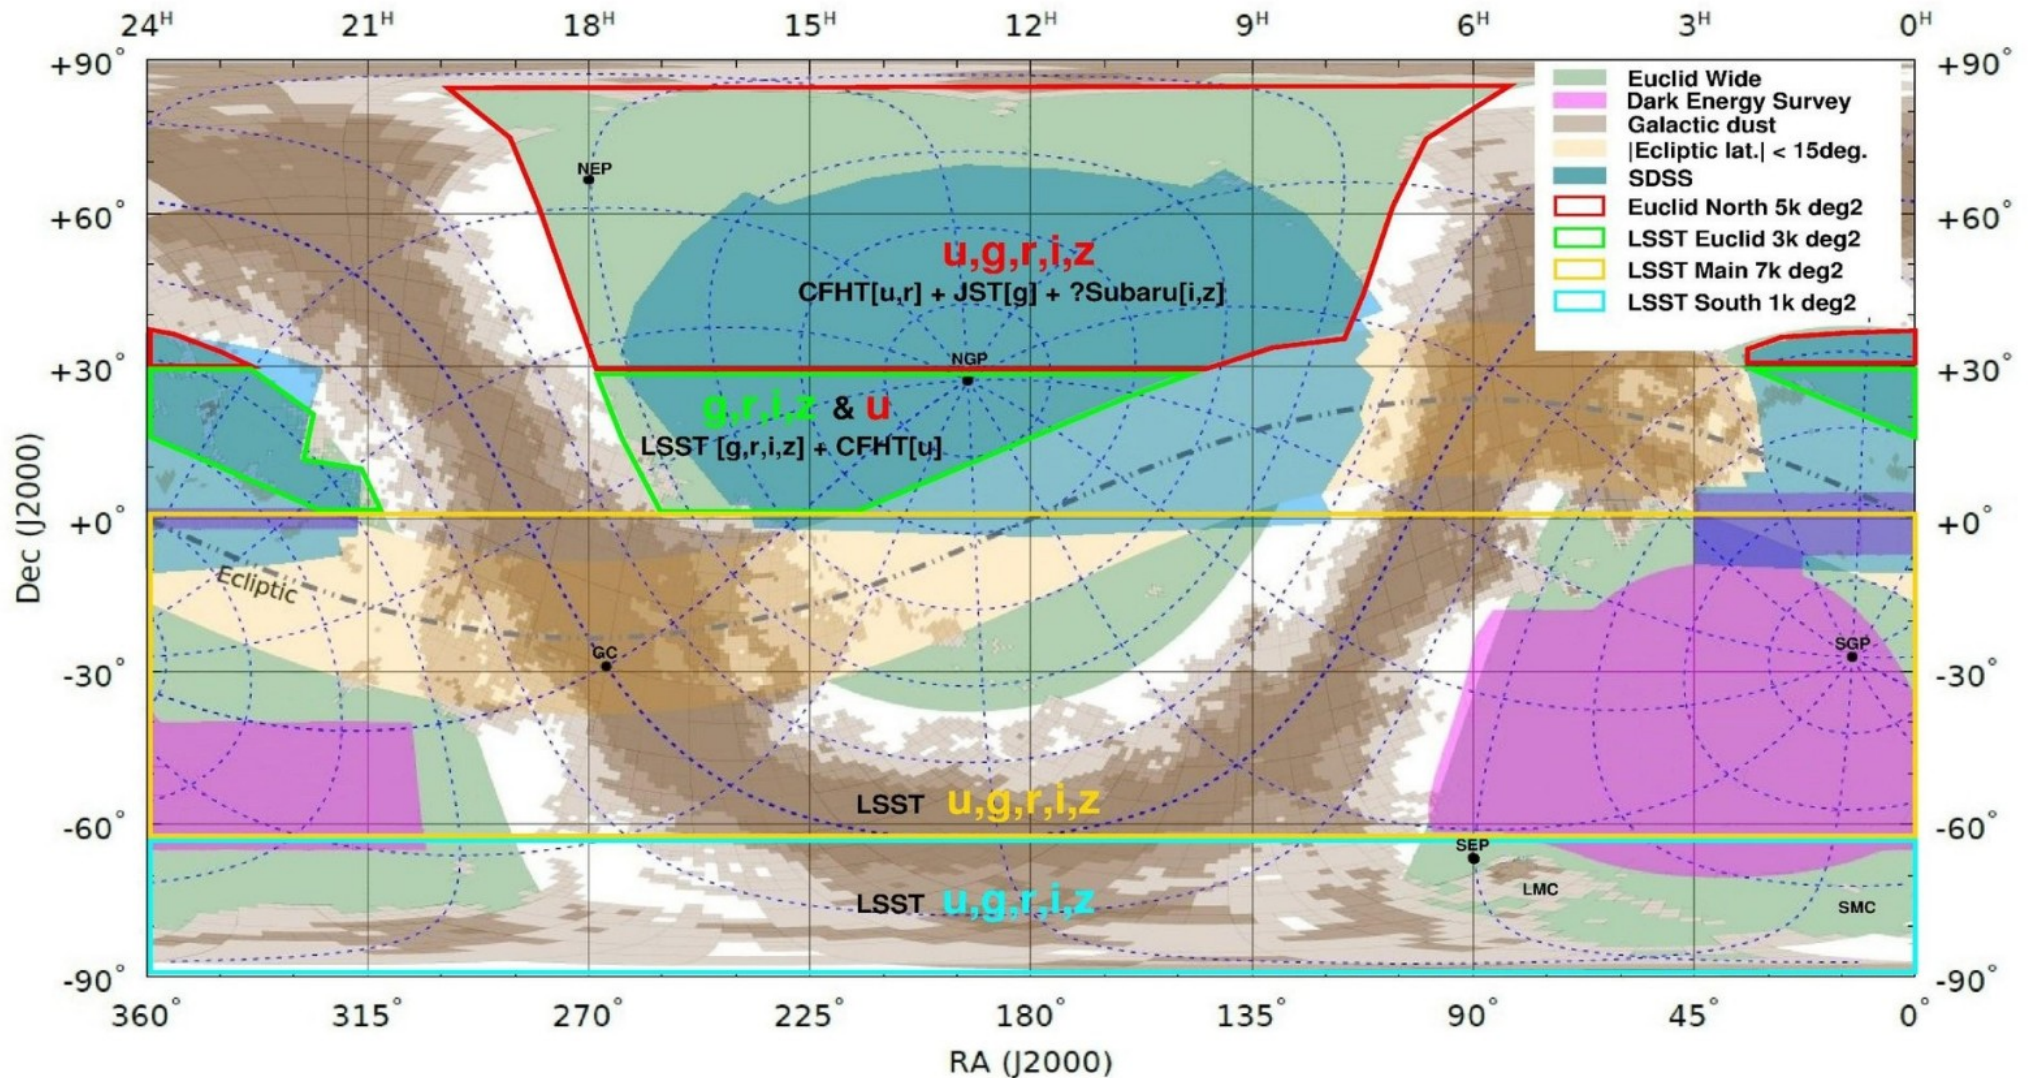 24ᴴ 21ᴴ 18ᴴ 15ᴴ 12ᴴ 9ᴴ 6ᴴ 3ᴴ 0ᴴ
+90° +90°
Euclid Wide
Dark Energy Survey
Galactic dust
|Ecliptic lat.| < 15deg.
SDSS
Euclid North 5k deg2
LSST Euclid 3k deg2
LSST Main 7k deg2
LSST South 1k deg2
NEP
+60° +60°
u,g,r,i,z
CFHT[u,r] + JST[g] + ?Subaru[i,z]
NGP
+30° +30°
g,r,i,z & u
LSST [g,r,i,z] + CFHT[u]
+0° +0°
Dec (J2000)
Ecliptic
GC
SGP
-30° -30°
LSST u,g,r,i,z
-60° -60°
SEP
LMC
SMC
LSST u,g,r,i,z
-90° -90°
360° 315° 270° 225° 180° 135° 90° 45° 0°
RA (J2000)